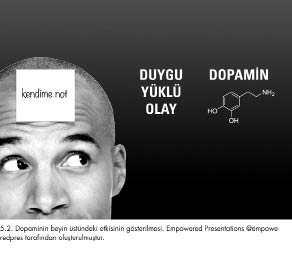 kendime not
DUYGU
YÜKLÜ
OLAY
DOPAMİN
NH₂
HO
OH
5.2. Dopaminin beyin üstündeki etkisinin gösterilmesi. Empowered Presentations @empowe-
redpres tarafından oluşturulmuştur.